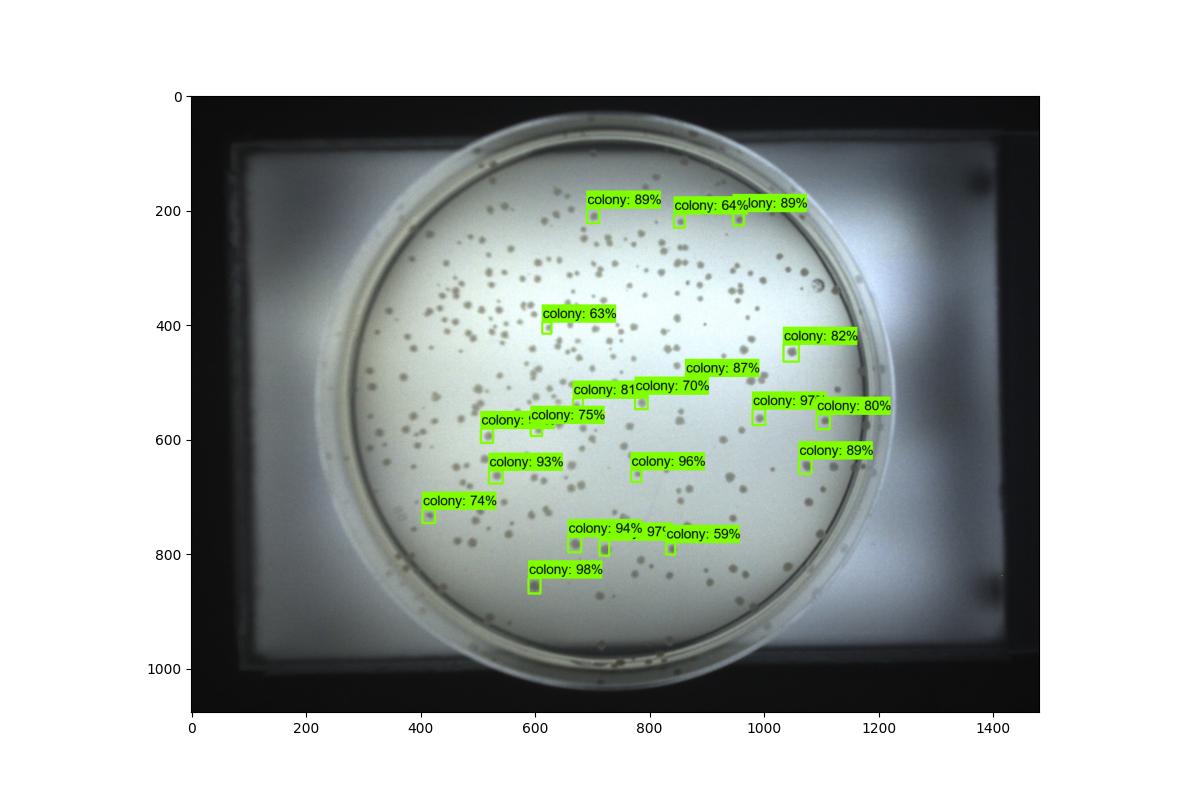 0
200
400
600
800
1000
0
200
400
600
800
1000
1200
1400
colony: 89%
colony: 64%
lony: 89%
colony: 63%
colony: 82%
colony: 87%
colony: 70%
colony: 81
colony: 97
colony: 80%
colony: 75%
colony:
colony: 89%
colony: 93%
colony: 96%
colony: 74%
colony: 94%
97
colony: 59%
colony: 98%